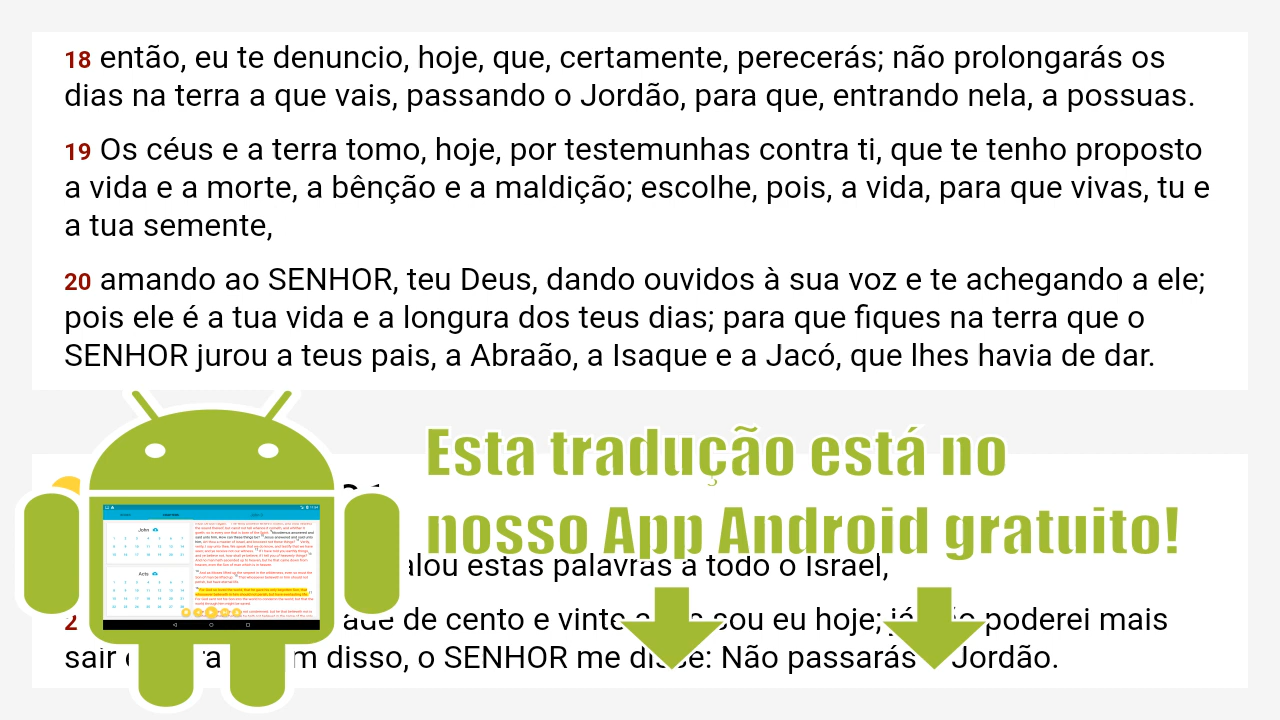 18 então, eu te denuncio, hoje, que, certamente, perecerás; não prolongarás os
dias na terra a que vais, passando o Jordão, para que, entrando nela, a possuas.
19 Os céus e a terra tomo, hoje, por testemunhas contra ti, que te tenho proposto
a vida e a morte, a bênção e a maldição; escolhe, pois, a vida, para que vivas, tu e
a tua semente,
20 amando ao SENHOR, teu Deus, dando ouvidos à sua voz e te achegando a ele;
pois ele é a tua vida e a longura dos teus dias; para que fiques na terra que o
SENHOR jurou a teus pais, a Abraão, a Isaque e a Jacó, que lhes havia de dar.
Esta tradução está no
nosso App Android gratuito!
estas palavras a todo o Israel,
2 de cento e vinte sou eu hoje; poderei mais
sair disso, o SENHOR me disse: Não passarás o Jordão.
John
Acts